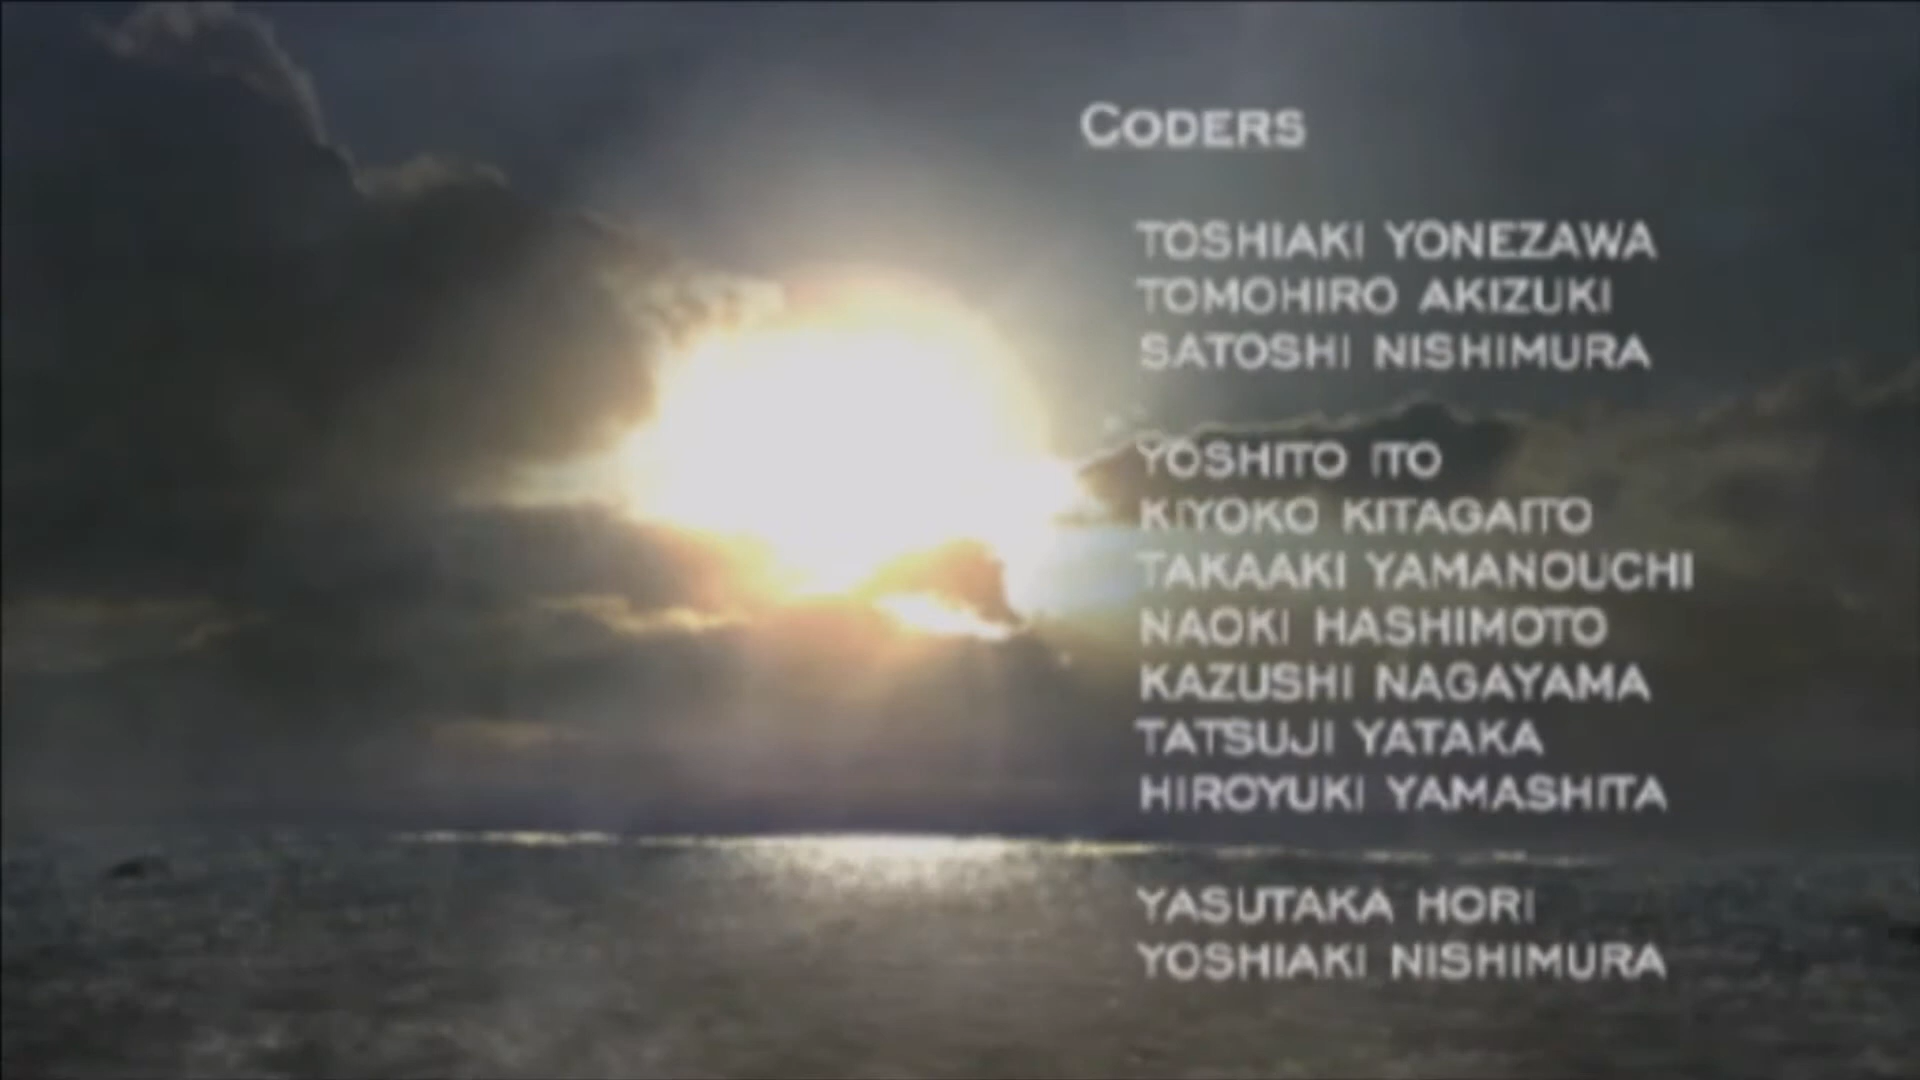 CODERS
TOSHIAKI YONEZAWA
TOMOHIRO AKIZUKI
SATOSHI NISHIMURA
YOSHITO ITO
KIYOKO KITAGAITO
TAKAAKI YAMANOUCHI
NAOKI HASHIMOTO
KAZUSHI NAGAYAMA
TATSUJI YATAKA
HIROYUKI YAMASHITA
YASUTAKA HORI
YOSHIAKI NISHIMURA